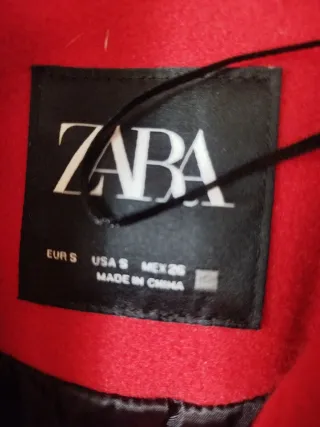 ZARA
EUR S USA S MEX 26
MADE IN CHINA